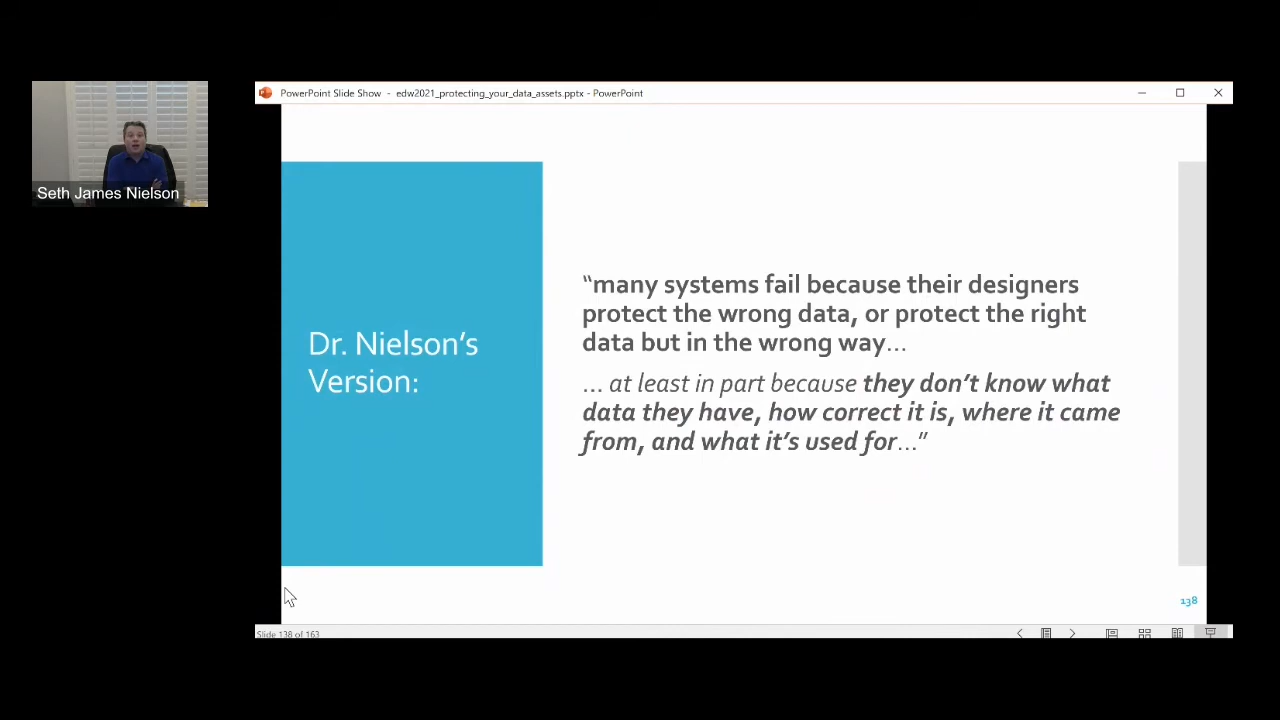 PowerPoint Slide Show - edw2021_protecting_your_data_assets.pptx - PowerPoint
Seth James Nielson
Dr. Nielson’s
Version:
“many systems fail because their designers
protect the wrong data, or protect the right
data but in the wrong way…
… at least in part because they don’t know what
data they have, how correct it is, where it came
from, and what it’s used for…”
138
Slide 138 of 163